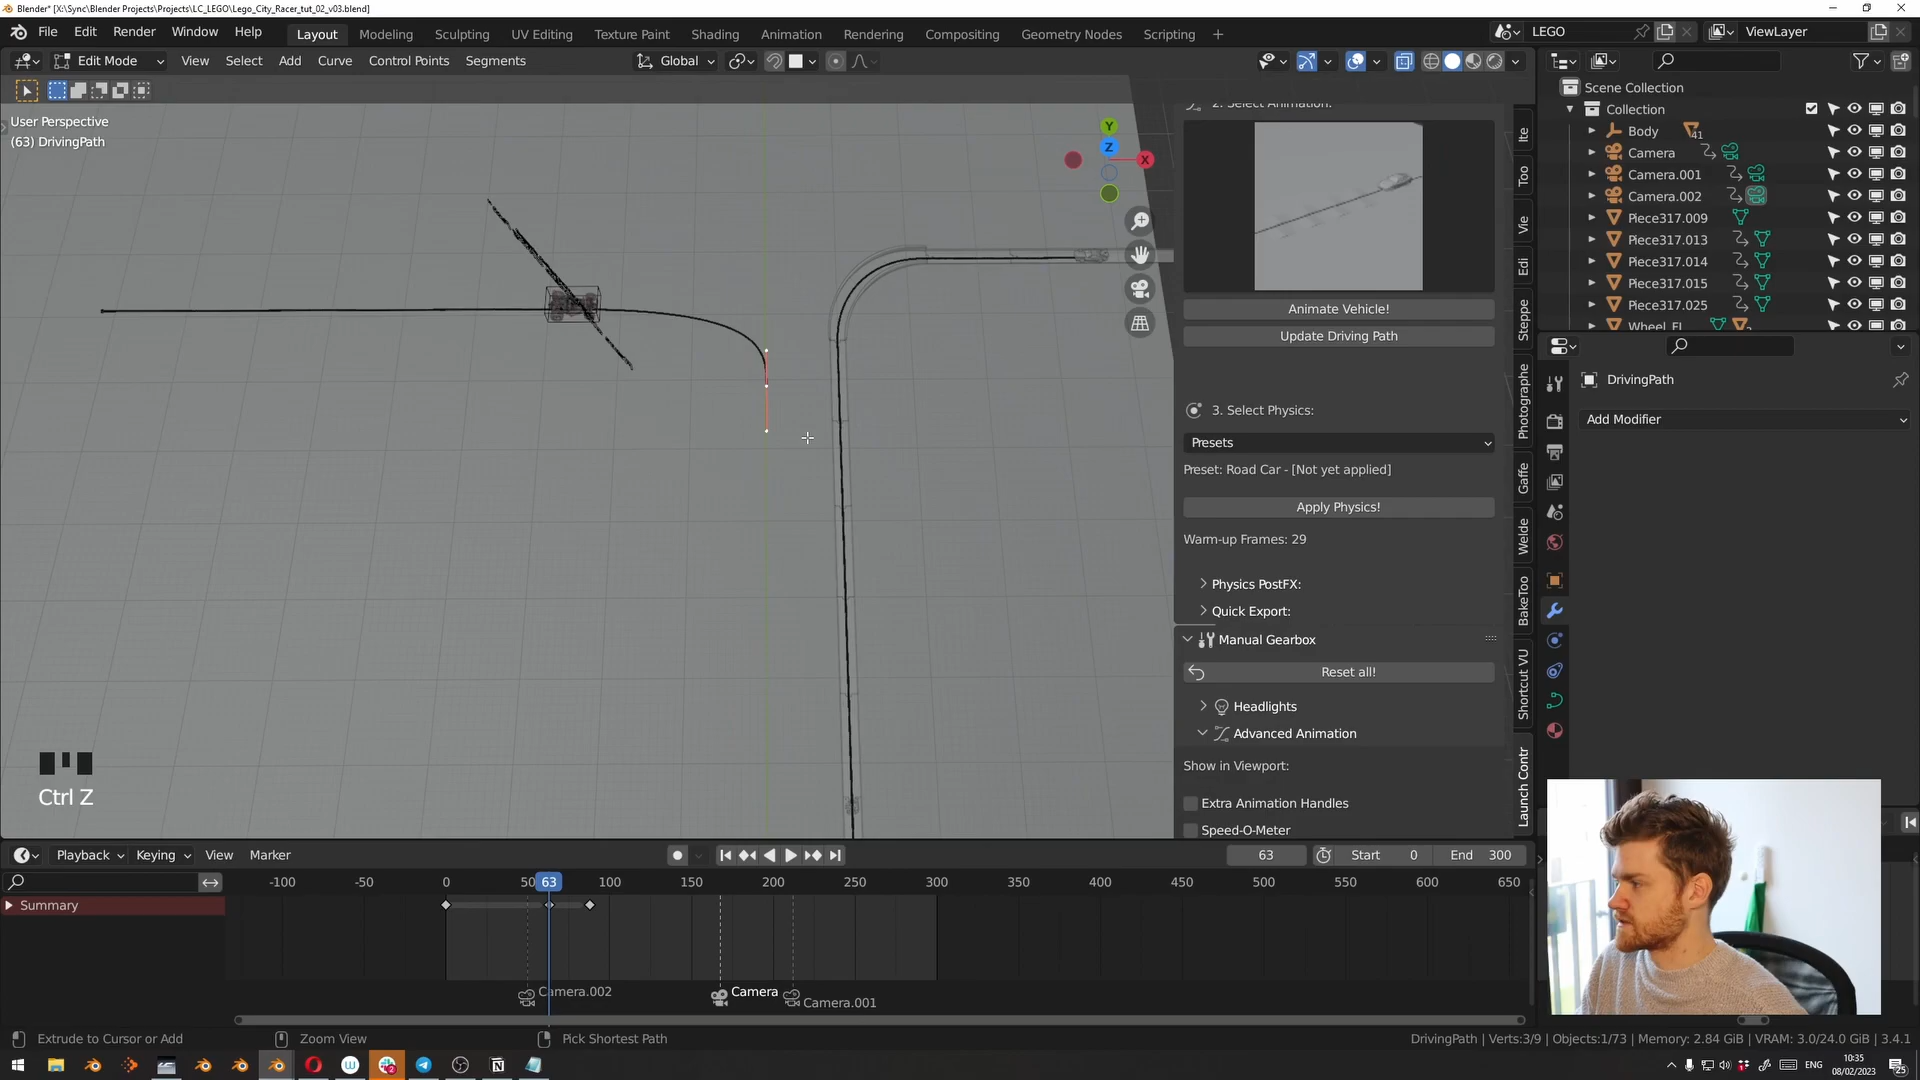 Blender* [X:\Sync\Blender Projects\Projects\LC_LEGO\Lego_City_Racer_tut_02_v03.blend]
File Edit Render Window Help
Layout Modeling Sculpting UV Editing Texture Paint Shading Animation Rendering Compositing Geometry Nodes Scripting +
LEGO
ViewLayer
Edit Mode View Select Add Curve Control Points Segments
Global
User Perspective
(63) DrivingPath
Y
Z
X
2. Select Animation:
Animate Vehicle!
Update Driving Path
3. Select Physics:
Presets
Preset: Road Car - [Not yet applied]
Apply Physics!
Warm-up Frames: 29
Physics PostFX:
Quick Export:
Manual Gearbox
Reset all!
Headlights
Advanced Animation
Show in Viewport:
Extra Animation Handles
Speed-O-Meter
Ite
Too
Vie
Edi
Steppe
Photographe
Gaffe
Welde
BakeToo
Shortcut VU
Launch Contr
Scene Collection
Collection
Body 41
Camera
Camera.001
Camera.002
Piece317.009
Piece317.013
Piece317.014
Piece317.015
Piece317.025
Wheel_Fl
DrivingPath
Add Modifier
Ctrl Z
Playback Keying View Marker
63
Start 0
End 300
-100 -50 0 50 63 100 150 200 250 300 350 400 450 500 550 600 650
Summary
Camera.002
Camera
Camera.001
Extrude to Cursor or Add
Zoom View
Pick Shortest Path
DrivingPath | Verts:3/9 | Objects:1/73 | Memory: 2.84 GiB | VRAM: 3.0/24.0 GiB | 3.4.1
ENG
10:35
08/02/2023
25